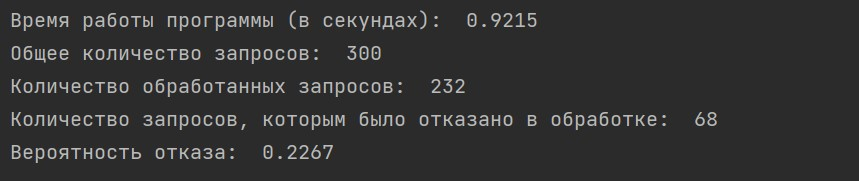 Время работы программы (в секундах):  0.9215
Общее количество запросов:  300
Количество обработанных запросов:  232
Количество запросов, которым было отказано в обработке:  68
Вероятность отказа:  0.2267